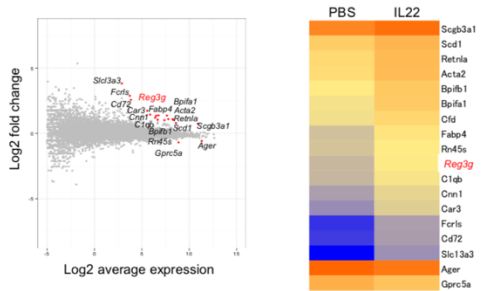 Log2 fold change
5
0
-5
Slcl3a3
Fcrls
Reg3g
Cd72
Bpifa1
Car3
Fabp4
Acta2
Cnn1
Retnla
C1qb
Scd1
Scgb3a1
Bpifb1
Rn45s
Ager
Gprc5a
-5
0
5
10
15
Log2 average expression
PBS
IL22
Scgb3a1
Scd1
Retnla
Acta2
Bpifb1
Bpifa1
Cfd
Fabp4
Rn45s
Reg3g
C1qb
Cnn1
Car3
Fcrls
Cd72
Slc13a3
Ager
Gprc5a